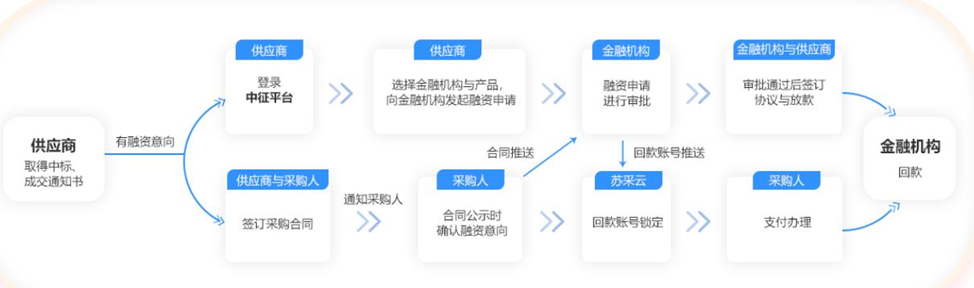 供应商
取得中标、
成交通知书
有融资意向
供应商
登录
中征平台
供应商
选择金融机构与产品，
向金融机构发起融资申请
金融机构
融资申请
进行审批
金融机构与供应商
审批通过后签订
协议与放款
合同推送
回款账号推送
供应商与采购人
签订采购合同
通知采购人
采购人
合同公示时
确认融资意向
苏采云
回款账号锁定
采购人
支付办理
金融机构
回款